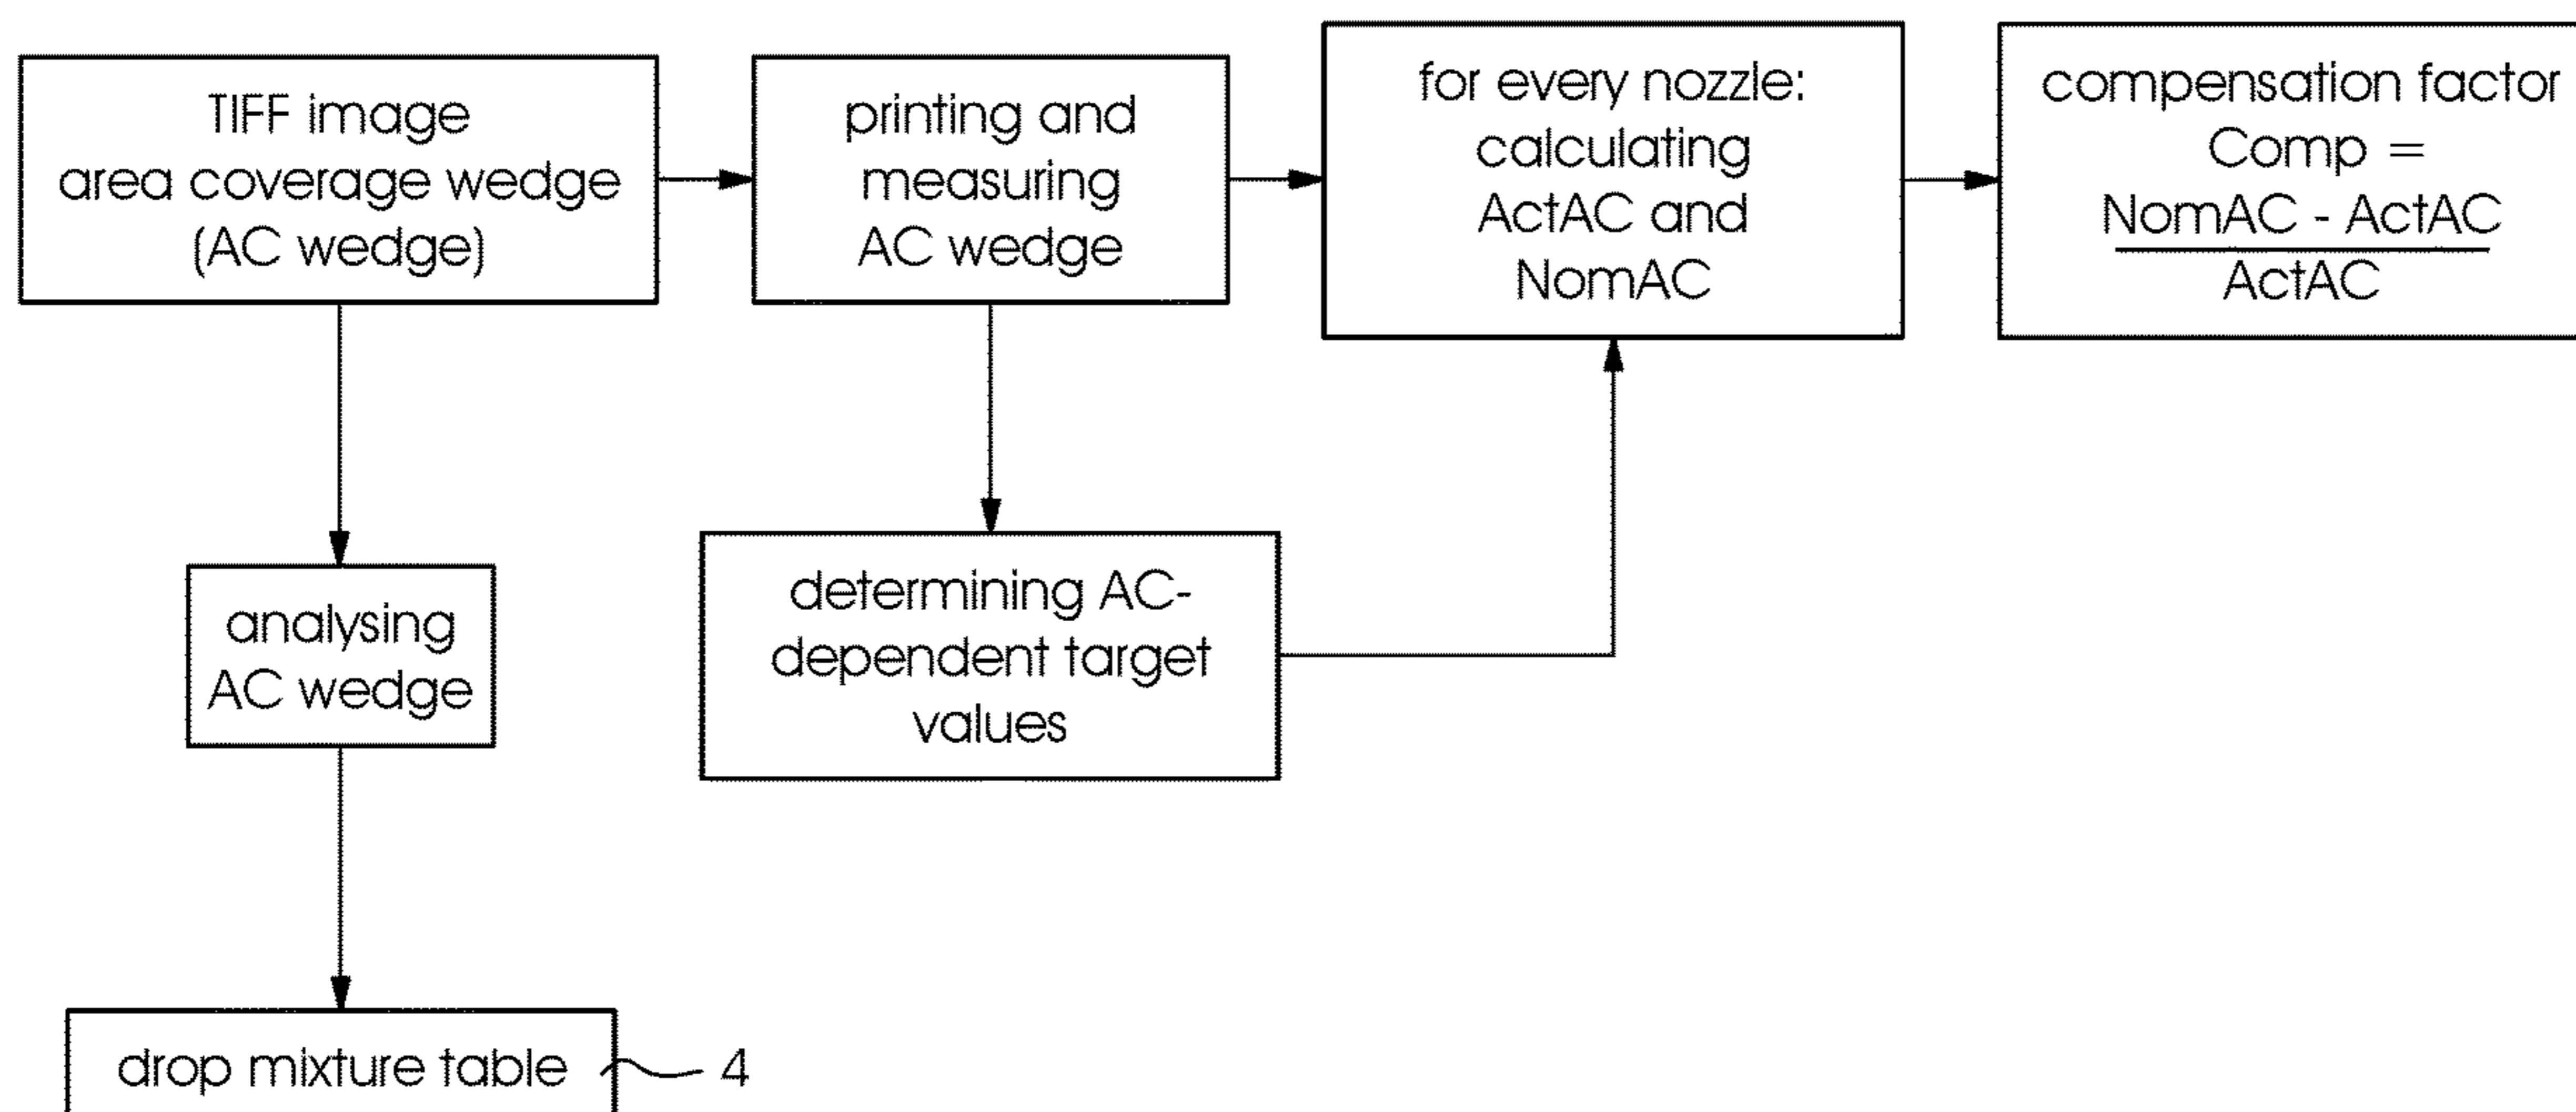 TIFF image
area coverage wedge
(AC wedge)
printing and
measuring
AC wedge
for every nozzle:
calculating
ActAC and
NomAC
compensation factor
Comp =
NomAC - ActAC
ActAC
analysing
AC wedge
determining AC-
dependent target
values
drop mixture table
4